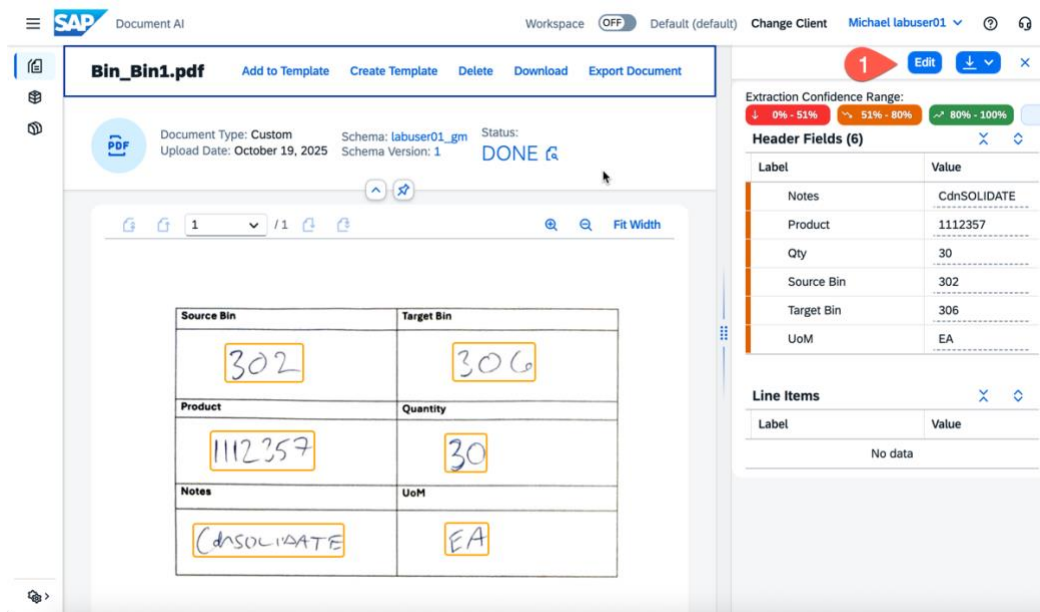 SAP Document AI Workspace OFF Default (default) Change Client Michael labuser01
Bin_Bin1.pdf Add to Template Create Template Delete Download Export Document
1 Edit
PDF
Document Type: Custom
Upload Date: October 19, 2025
Schema: labuser01_gm
Schema Version: 1
Status:
DONE
1 / 1 Fit Width
Source Bin Target Bin
302 306
Product Quantity
1112357 30
Notes UoM
CdnSOLIDATE EA
Extraction Confidence Range:
0% - 51% 51% - 80% 80% - 100%
Header Fields (6)
Label Value
Notes CdnSOLIDATE
Product 1112357
Qty 30
Source Bin 302
Target Bin 306
UoM EA
Line Items
Label Value
No data